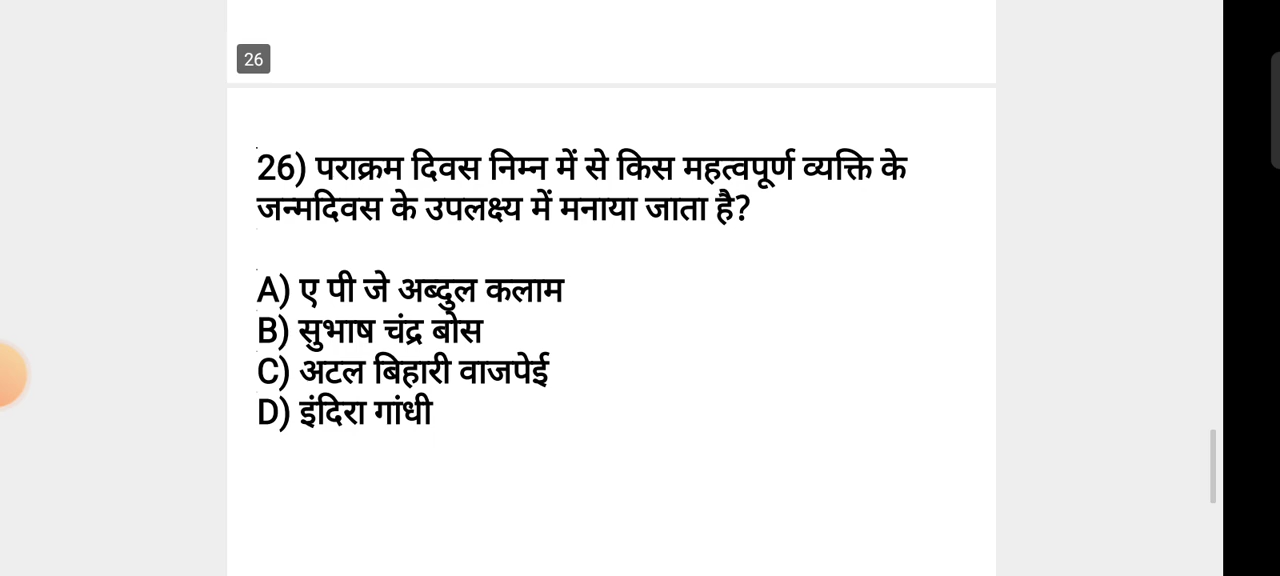 26
26) पराक्रम दिवस निम्न में से किस महत्वपूर्ण व्यक्ति के
जन्मदिवस के उपलक्ष्य में मनाया जाता है?
A) ए पी जे अब्दुल कलाम
B) सुभाष चंद्र बोस
C) अटल बिहारी वाजपेई
D) इंदिरा गांधी